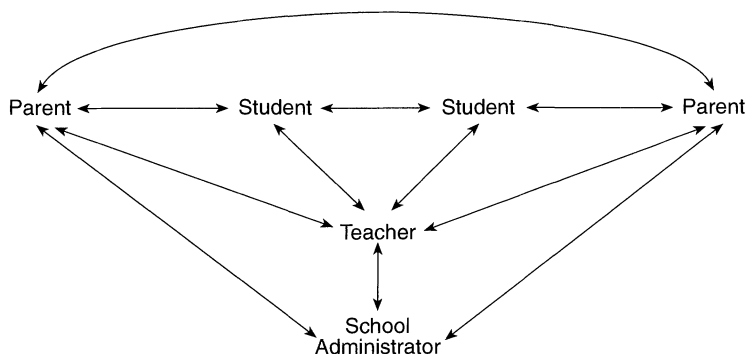 Parent Student Student Parent
Teacher
School
Administrator